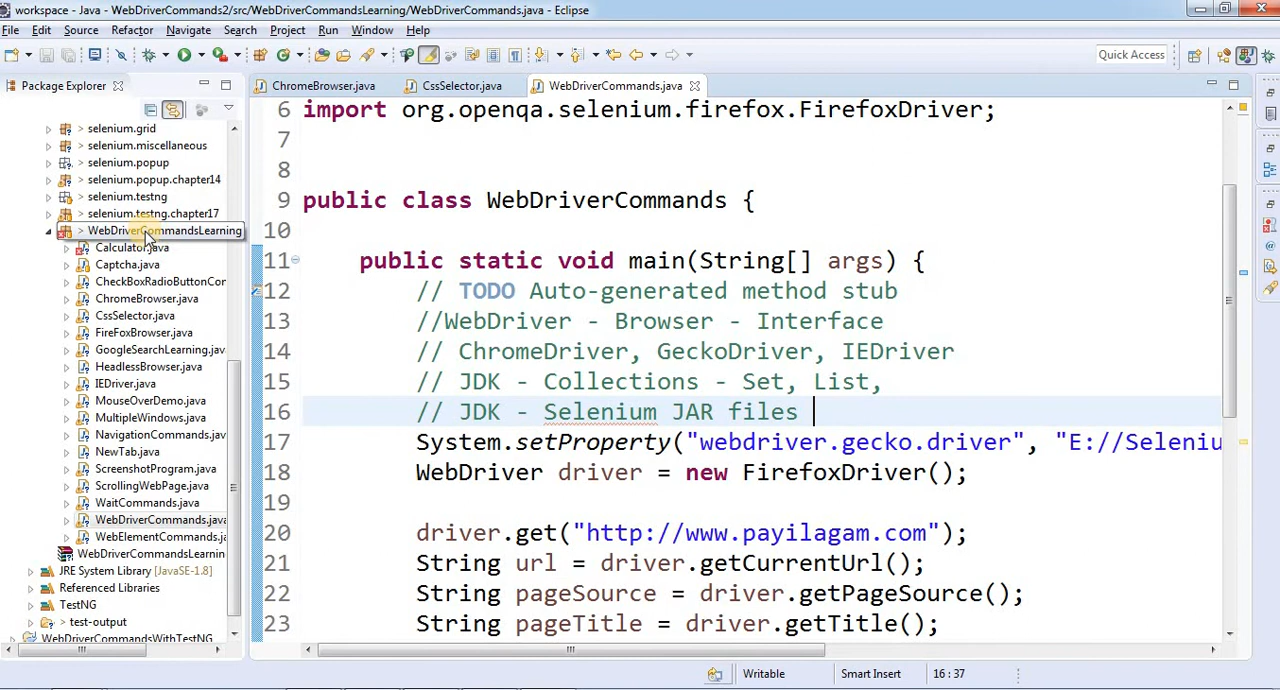 workspace - Java - WebDriverCommands2/src/WebDriverCommandsLearning/WebDriverCommands.java - Eclipse
File Edit Source Refactor Navigate Search Project Run Window Help
Quick Access
Package Explorer
ChromeBrowser.java
CssSelector.java
WebDriverCommands.java
> selenium.grid
> selenium.miscellaneous
> selenium.popup
> selenium.popup.chapter14
> selenium.testng
> selenium.testng.chapter17
> WebDriverCommandsLearning
Calculator.java
Captcha.java
CheckBoxRadioButtonCor
ChromeBrowser.java
CssSelector.java
FireFoxBrowser.java
GoogleSearchLearning.jav
HeadlessBrowser.java
IEDriver.java
MouseOverDemo.java
MultipleWindows.java
NavigationCommands.java
NewTab.java
ScreenshotProgram.java
ScrollingWebPage.java
WaitCommands.java
WebDriverCommands.java
WebElementCommands.ja
WebDriverCommandsLearnin
JRE System Library [JavaSE-1.8]
Referenced Libraries
TestNG
> test-output
WebDriverCommandsWithTestNG
6 import org.openqa.selenium.firefox.FirefoxDriver;
7
8
9 public class WebDriverCommands {
10
11 public static void main(String[] args) {
12 // TODO Auto-generated method stub
13 //WebDriver - Browser - Interface
14 // ChromeDriver, GeckoDriver, IEDriver
15 // JDK - Collections - Set, List,
16 // JDK - Selenium JAR files
17 System.setProperty("webdriver.gecko.driver", "E://Seleniu
18 WebDriver driver = new FirefoxDriver();
19
20 driver.get("http://www.payilagam.com");
21 String url = driver.getCurrentUrl();
22 String pageSource = driver.getPageSource();
23 String pageTitle = driver.getTitle();
Writable
Smart Insert
16 : 37